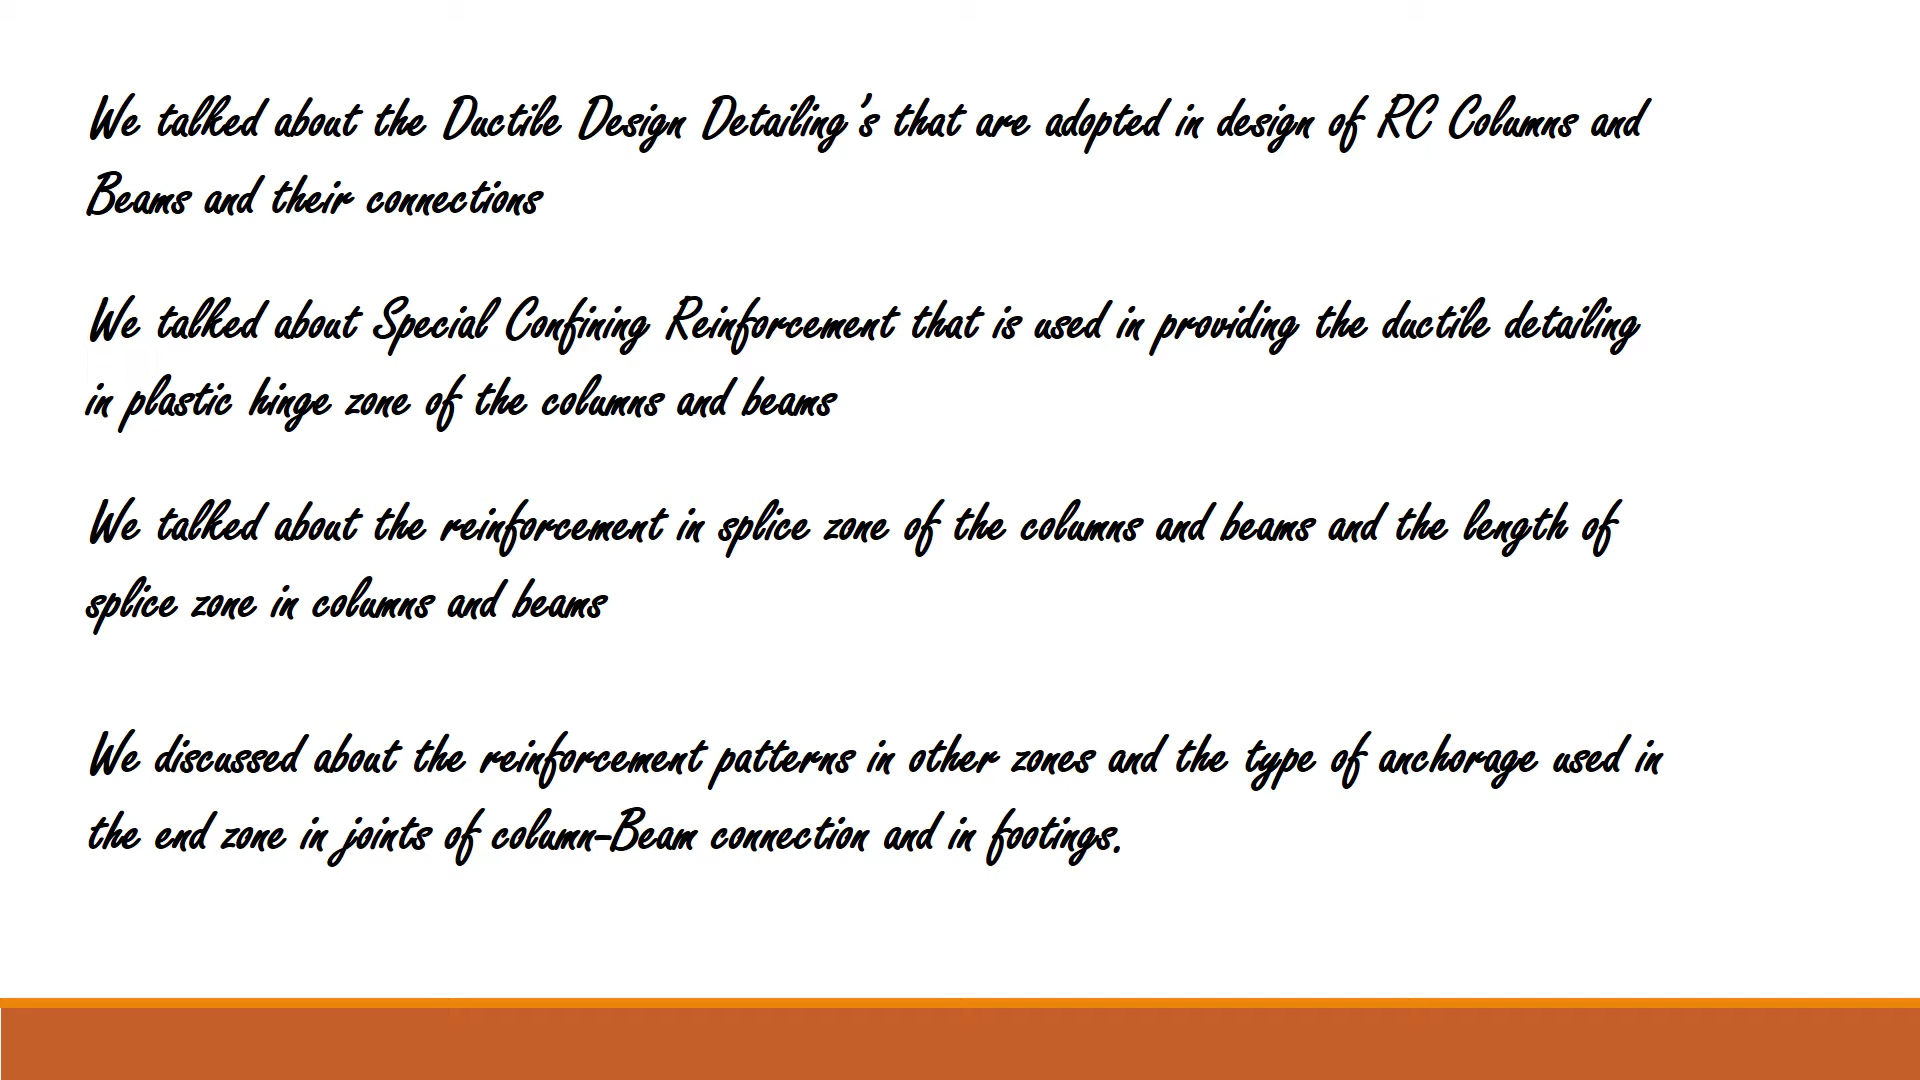 We talked about the Ductile Design Detailing's that are adopted in design of RC Columns and
Beams and their connections
We talked about Special Confining Reinforcement that is used in providing the ductile detailing
in plastic hinge zone of the columns and beams
We talked about the reinforcement in splice zone of the columns and beams and the length of
splice zone in columns and beams
We discussed about the reinforcement patterns in other zones and the type of anchorage used in
the end zone in joints of column-Beam connection and in footings.